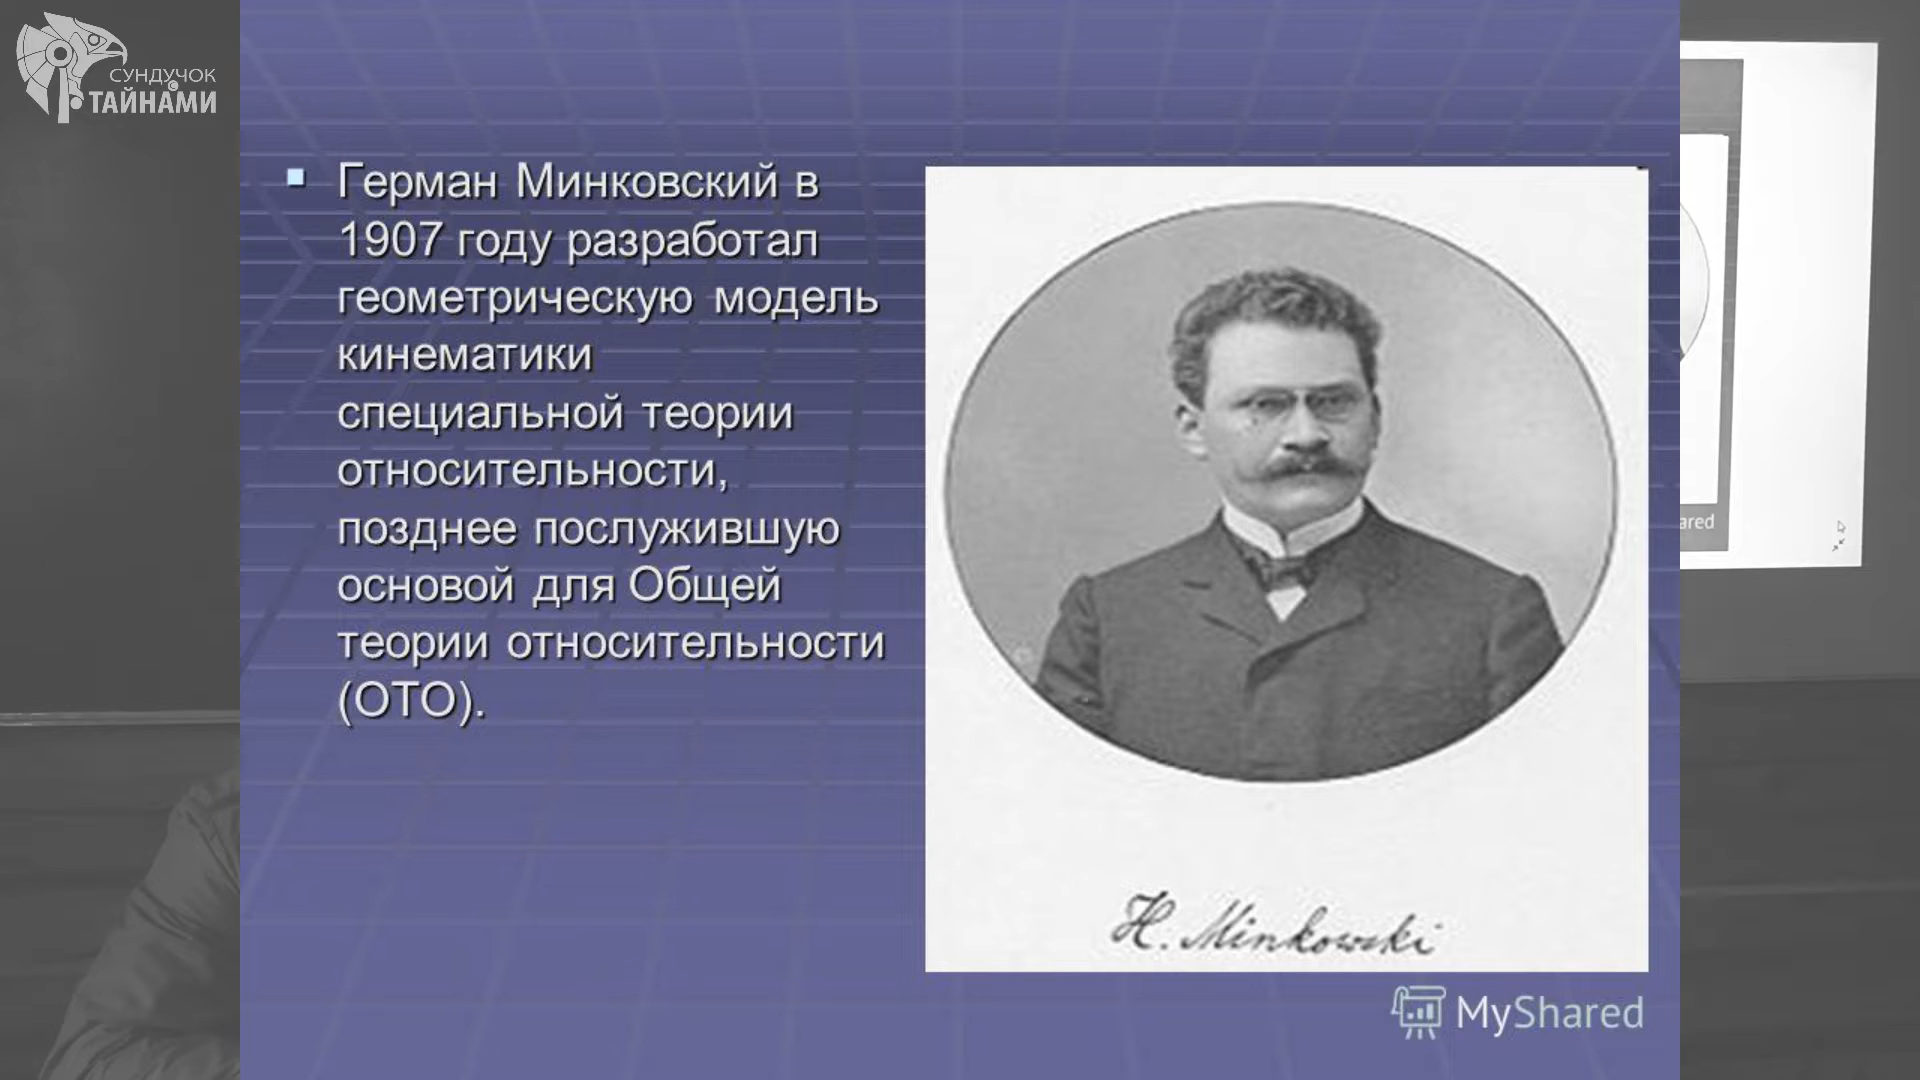 СУНДУЧОК
С
ТАЙНАМИ
Герман Минковский в
1907 году разработал
геометрическую модель
кинематики
специальной теории
относительности,
позднее послужившую
основой для Общей
теории относительности
(ОТО).
H. Minkowski
MyShared
ared